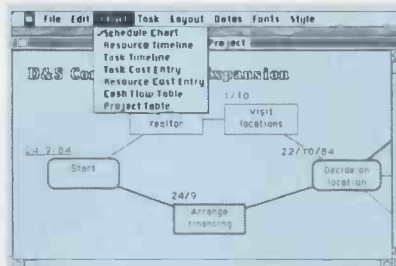 File Edit Chart Task Layout Dates Fonts Style
Project
✓Schedule Chart
Resource Timeline
Task Timeline
Task Cost Entry
Resource Cost Entry
Cash Flow Table
Project Table
D&S Co Expansion
1/10
realtor
Visit
locations
24/9/84
22/10/84
Start
Decide on
location
24/9
Arrange
financing